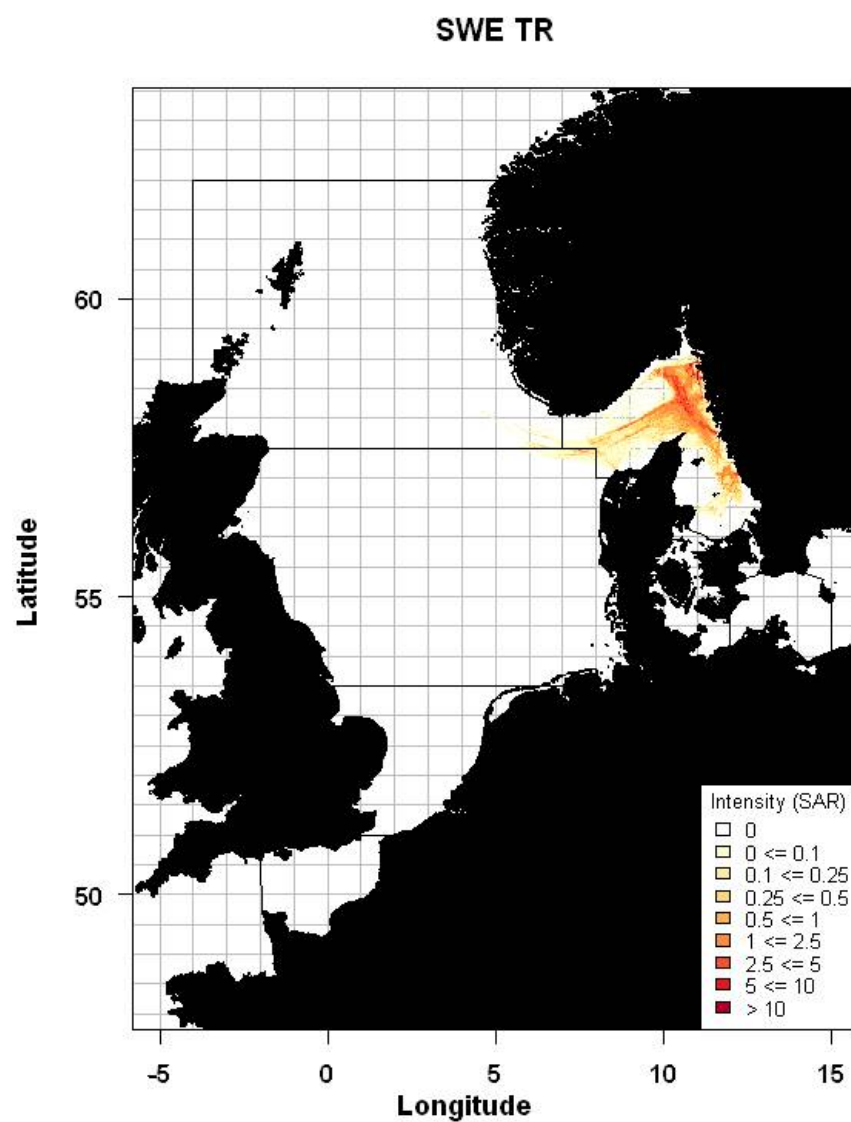 SWE TR
60
55
50
Latitude
-5
0
5
10
15
Longitude
Intensity (SAR)
0
0 <= 0.1
0.1 <= 0.25
0.25 <= 0.5
0.5 <= 1
1 <= 2.5
2.5 <= 5
5 <= 10
> 10